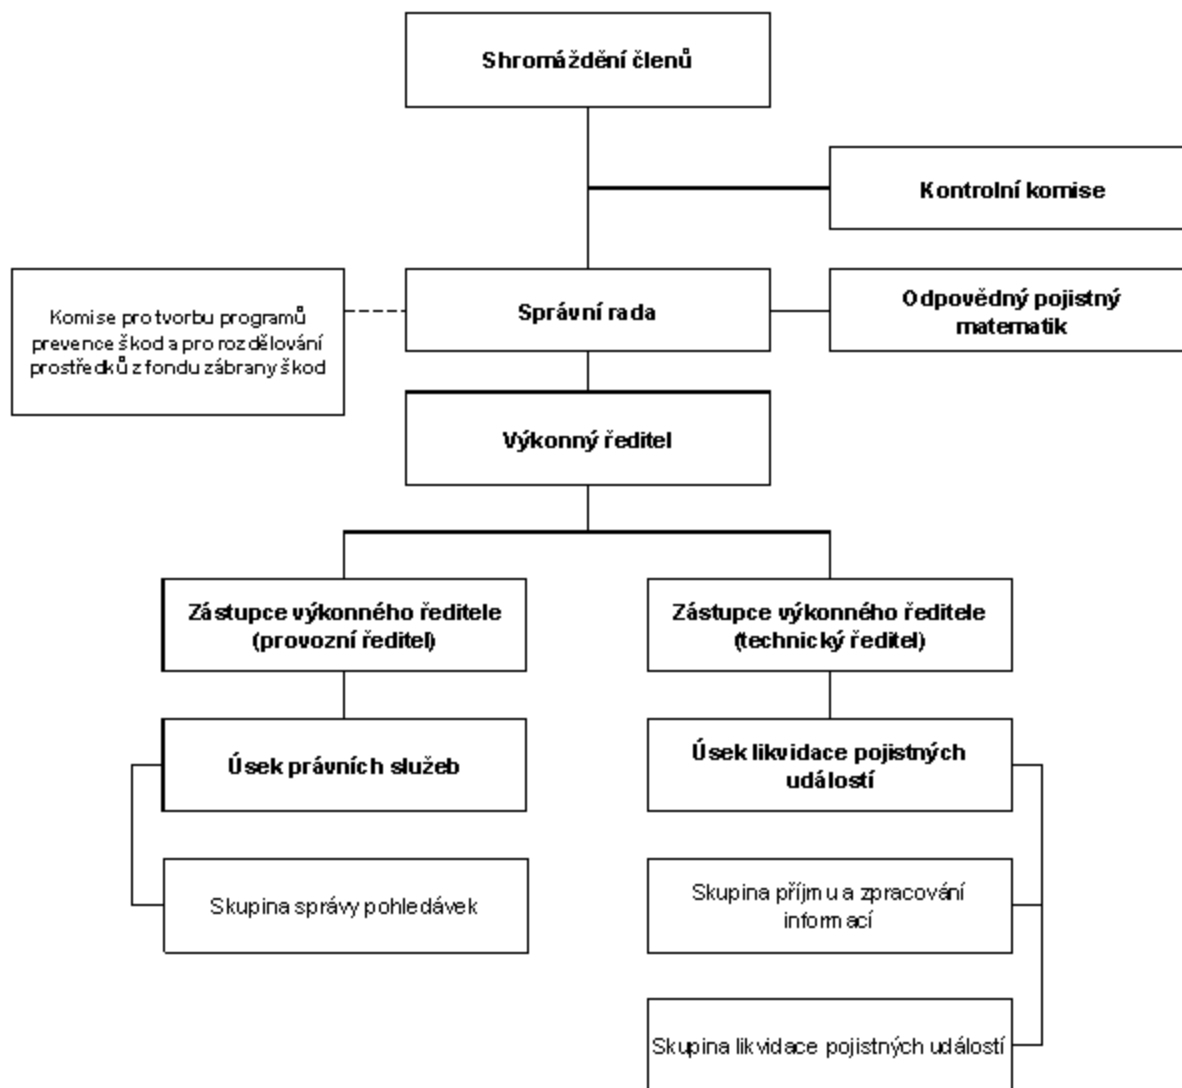 Shromáždění členů
Kontrolní komise
Komise pro tvorbu programů
prevence škod a pro rozdělování
prostředků z fondu zábrany škod
Správní rada
Odpovědný pojistný
matematik
Výkonný ředitel
Zástupce výkonného ředitele
(provozní ředitel)
Zástupce výkonného ředitele
(technický ředitel)
Úsek právních služeb
Úsek likvidace pojistných
událostí
Skupina správy pohledávek
Skupina příjmu a zpracování
informací
Skupina likvidace pojistných událostí